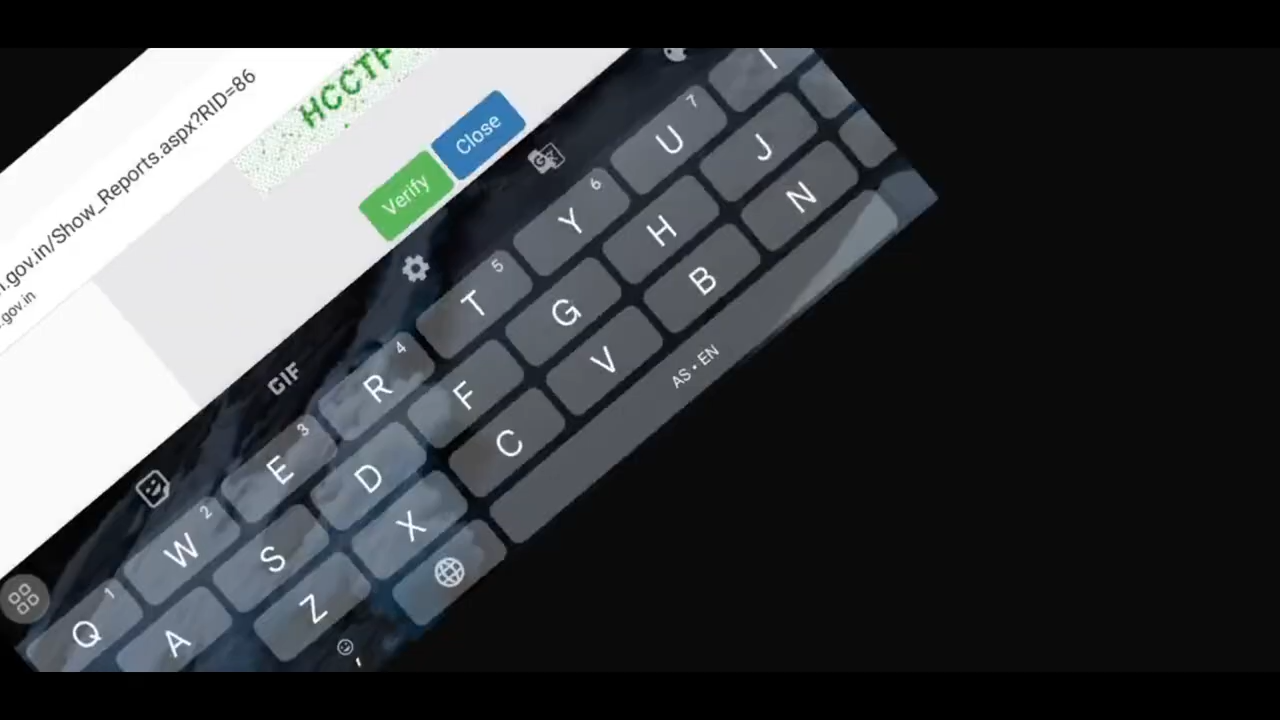 HCCTF
.gov.in/Show_Reports.aspx?RID=86
.gov.in
Verify
Close
GIF
1 2 3 4 5 6 7
Q W E R T Y U I
A S D F G H J
Z X C V B N
,
AS • EN